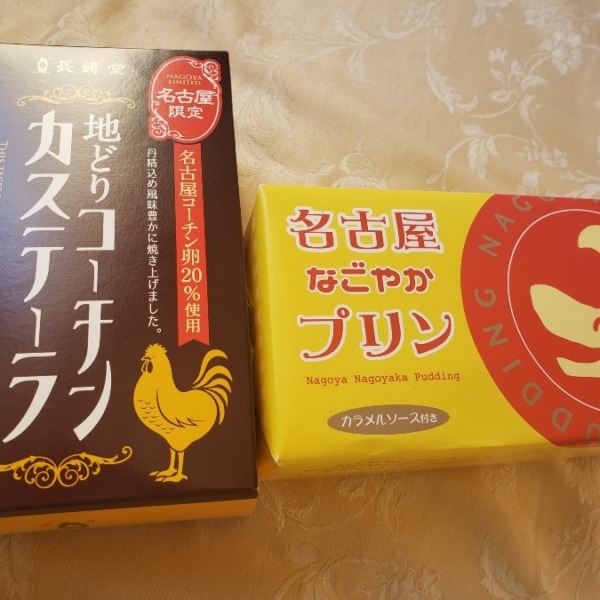 長崎堂
NAGOYA
LIMITED
名古屋
限定
地どりコーチン
カステーラ
名古屋コーチン卵20%使用
丹精込め風味豊かに焼き上げました。
名古屋
なごやか
プリン
Nagoya Nagoyaka Pudding
カラメルソース付き
PUDDING NAGO